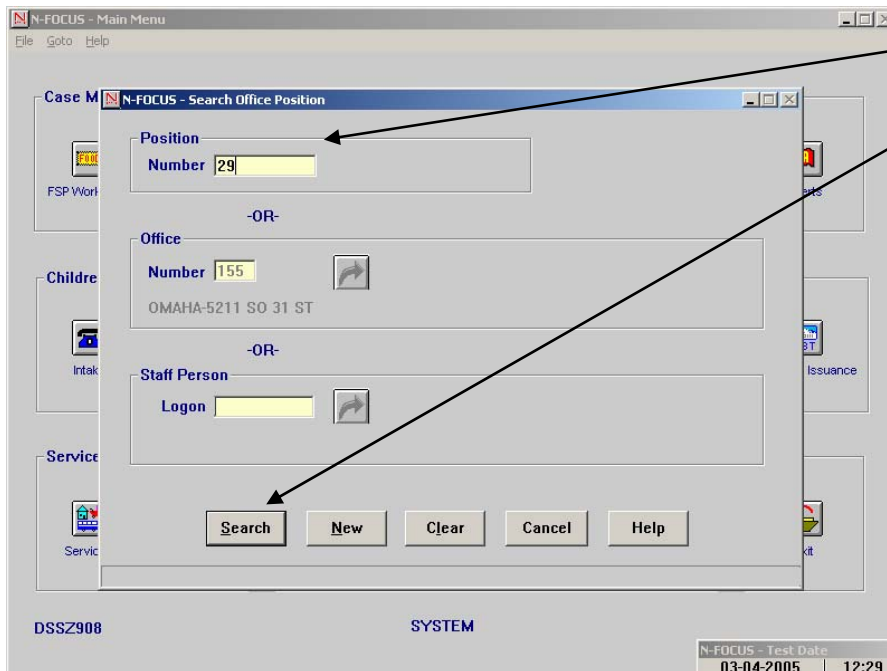 N-FOCUS - Main Menu
File Goto Help
Case M
N-FOCUS - Search Office Position
Position
Number 29
-OR-
Office
Number 155
OMAHA-5211 SO 31 ST
-OR-
Staff Person
Logon
Search New Clear Cancel Help
FSP Work
erts
Childre
Intak
Issuance
Service
Servic
xit
DSSZ908 SYSTEM
N-FOCUS - Test Date
03-04-2005 12:29